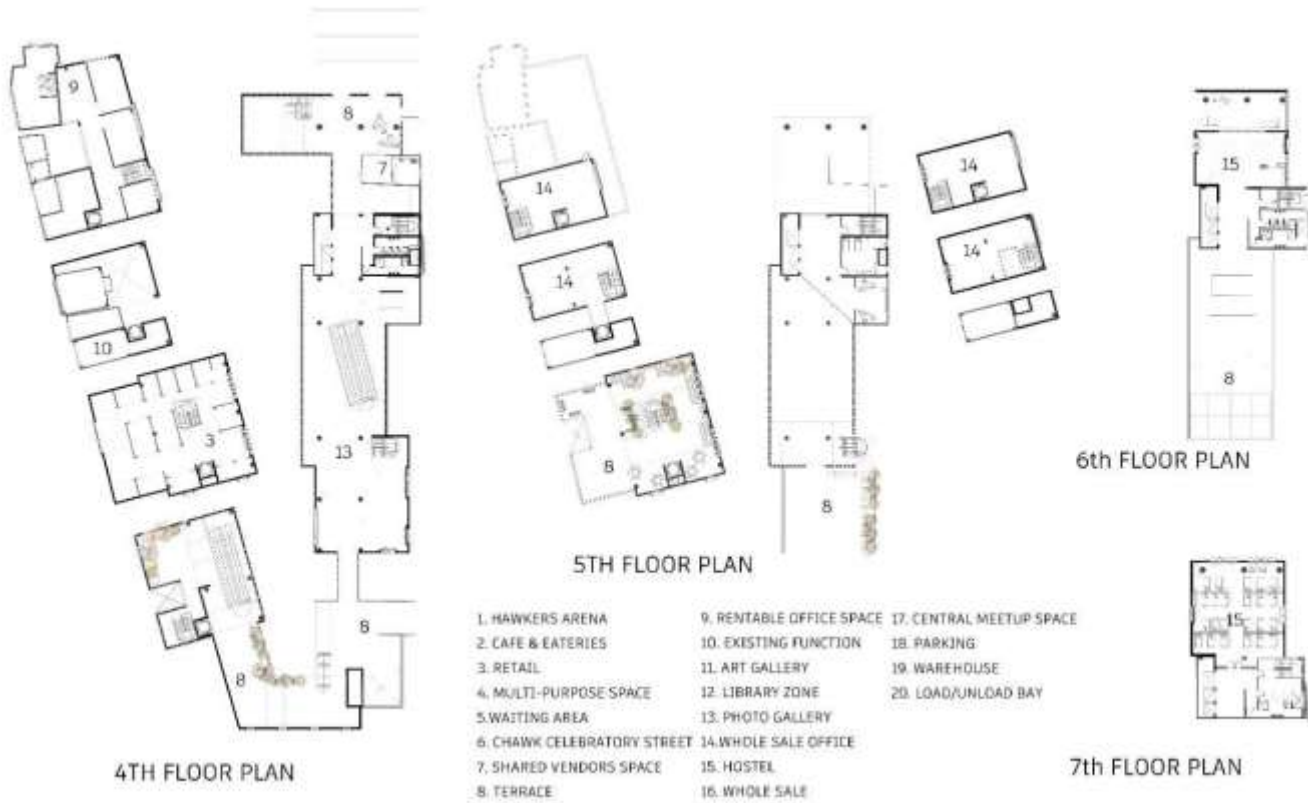 9
8
7
10
3
13
8
8
4TH FLOOR PLAN
14
14
8
8
5TH FLOOR PLAN
14
14
15
8
6th FLOOR PLAN
15
7th FLOOR PLAN
1. HAWKERS ARENA
2. CAFE & EATERIES
3. RETAIL
4. MULTI-PURPOSE SPACE
5.WAITING AREA
6. CHAWK CELEBRATORY STREET
7. SHARED VENDORS SPACE
8. TERRACE
9. RENTABLE OFFICE SPACE
10. EXISTING FUNCTION
11. ART GALLERY
12. LIBRARY ZONE
13. PHOTO GALLERY
14.WHOLE SALE OFFICE
15. HOSTEL
16. WHOLE SALE
17. CENTRAL MEETUP SPACE
18. PARKING
19. WAREHOUSE
20. LOAD/UNLOAD BAY